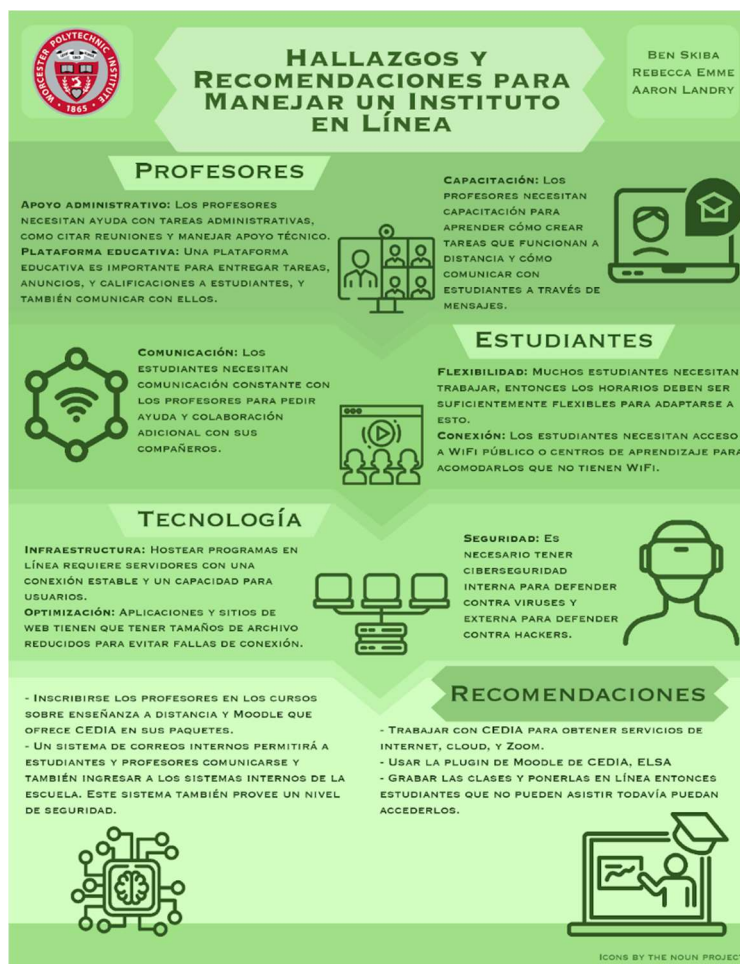 WORCESTER POLYTECHNIC INSTITUTE
1865
HALLAZGOS Y
RECOMENDACIONES PARA
MANEJAR UN INSTITUTO
EN LÍNEA
BEN SKIBA
REBECCA EMME
AARON LANDRY
PROFESORES
APOYO ADMINISTRATIVO: LOS PROFESORES
NECESITAN AYUDA CON TAREAS ADMINISTRATIVAS,
COMO CITAR REUNIONES Y MANEJAR APOYO TÉCNICO.
PLATAFORMA EDUCATIVA: UNA PLATAFORMA
EDUCATIVA ES IMPORTANTE PARA ENTREGAR TAREAS,
ANUNCIOS, Y CALIFICACIONES A ESTUDIANTES, Y
TAMBIÉN COMUNICAR CON ELLOS.
CAPACITACIÓN: LOS
PROFESORES NECESITAN
CAPACITACIÓN PARA
APRENDER CÓMO CREAR
TAREAS QUE FUNCIONAN A
DISTANCIA Y CÓMO
COMUNICAR CON
ESTUDIANTES A TRAVÉS DE
MENSAJES.
COMUNICACIÓN: LOS
ESTUDIANTES NECESITAN
COMUNICACIÓN CONSTANTE CON
LOS PROFESORES PARA PEDIR
AYUDA Y COLABORACIÓN
ADICIONAL CON SUS
COMPAÑEROS.
ESTUDIANTES
FLEXIBILIDAD: MUCHOS ESTUDIANTES NECESITAN
TRABAJAR, ENTONCES LOS HORARIOS DEBEN SER
SUFICIENTEMENTE FLEXIBLES PARA ADAPTARSE A
ESTO.
CONEXIÓN: LOS ESTUDIANTES NECESITAN ACCESO
A WIFI PÚBLICO O CENTROS DE APRENDIZAJE PARA
ACOMODARLOS QUE NO TIENEN WIFI.
TECNOLOGÍA
INFRAESTRUCTURA: HOSTEAR PROGRAMAS EN
LÍNEA REQUIERE SERVIDORES CON UNA
CONEXIÓN ESTABLE Y UN CAPACIDAD PARA
USUARIOS.
OPTIMIZACIÓN: APLICACIONES Y SITIOS DE
WEB TIENEN QUE TENER TAMAÑOS DE ARCHIVO
REDUCIDOS PARA EVITAR FALLAS DE CONEXIÓN.
SEGURIDAD: ES
NECESARIO TENER
CIBERSEGURIDAD
INTERNA PARA DEFENDER
CONTRA VIRUSES Y
EXTERNA PARA DEFENDER
CONTRA HACKERS.
- INSCRIBIRSE LOS PROFESORES EN LOS CURSOS
SOBRE ENSEÑANZA A DISTANCIA Y MOODLE QUE
OFRECE CEDIA EN SUS PAQUETES.
- UN SISTEMA DE CORREOS INTERNOS PERMITIRÁ A
ESTUDIANTES Y PROFESORES COMUNICARSE Y
TAMBIÉN INGRESAR A LOS SISTEMAS INTERNOS DE LA
ESCUELA. ESTE SISTEMA TAMBIÉN PROVEE UN NIVEL
DE SEGURIDAD.
RECOMENDACIONES
- TRABAJAR CON CEDIA PARA OBTENER SERVICIOS DE
INTERNET, CLOUD, Y ZOOM.
- USAR LA PLUGIN DE MOODLE DE CEDIA, ELSA
- GRABAR LAS CLASES Y PONERLAS EN LÍNEA ENTONCES
ESTUDIANTES QUE NO PUEDEN ASISTIR TODAVÍA PUEDAN
ACCEDERLOS.
ICONS BY THE NOUN PROJECT